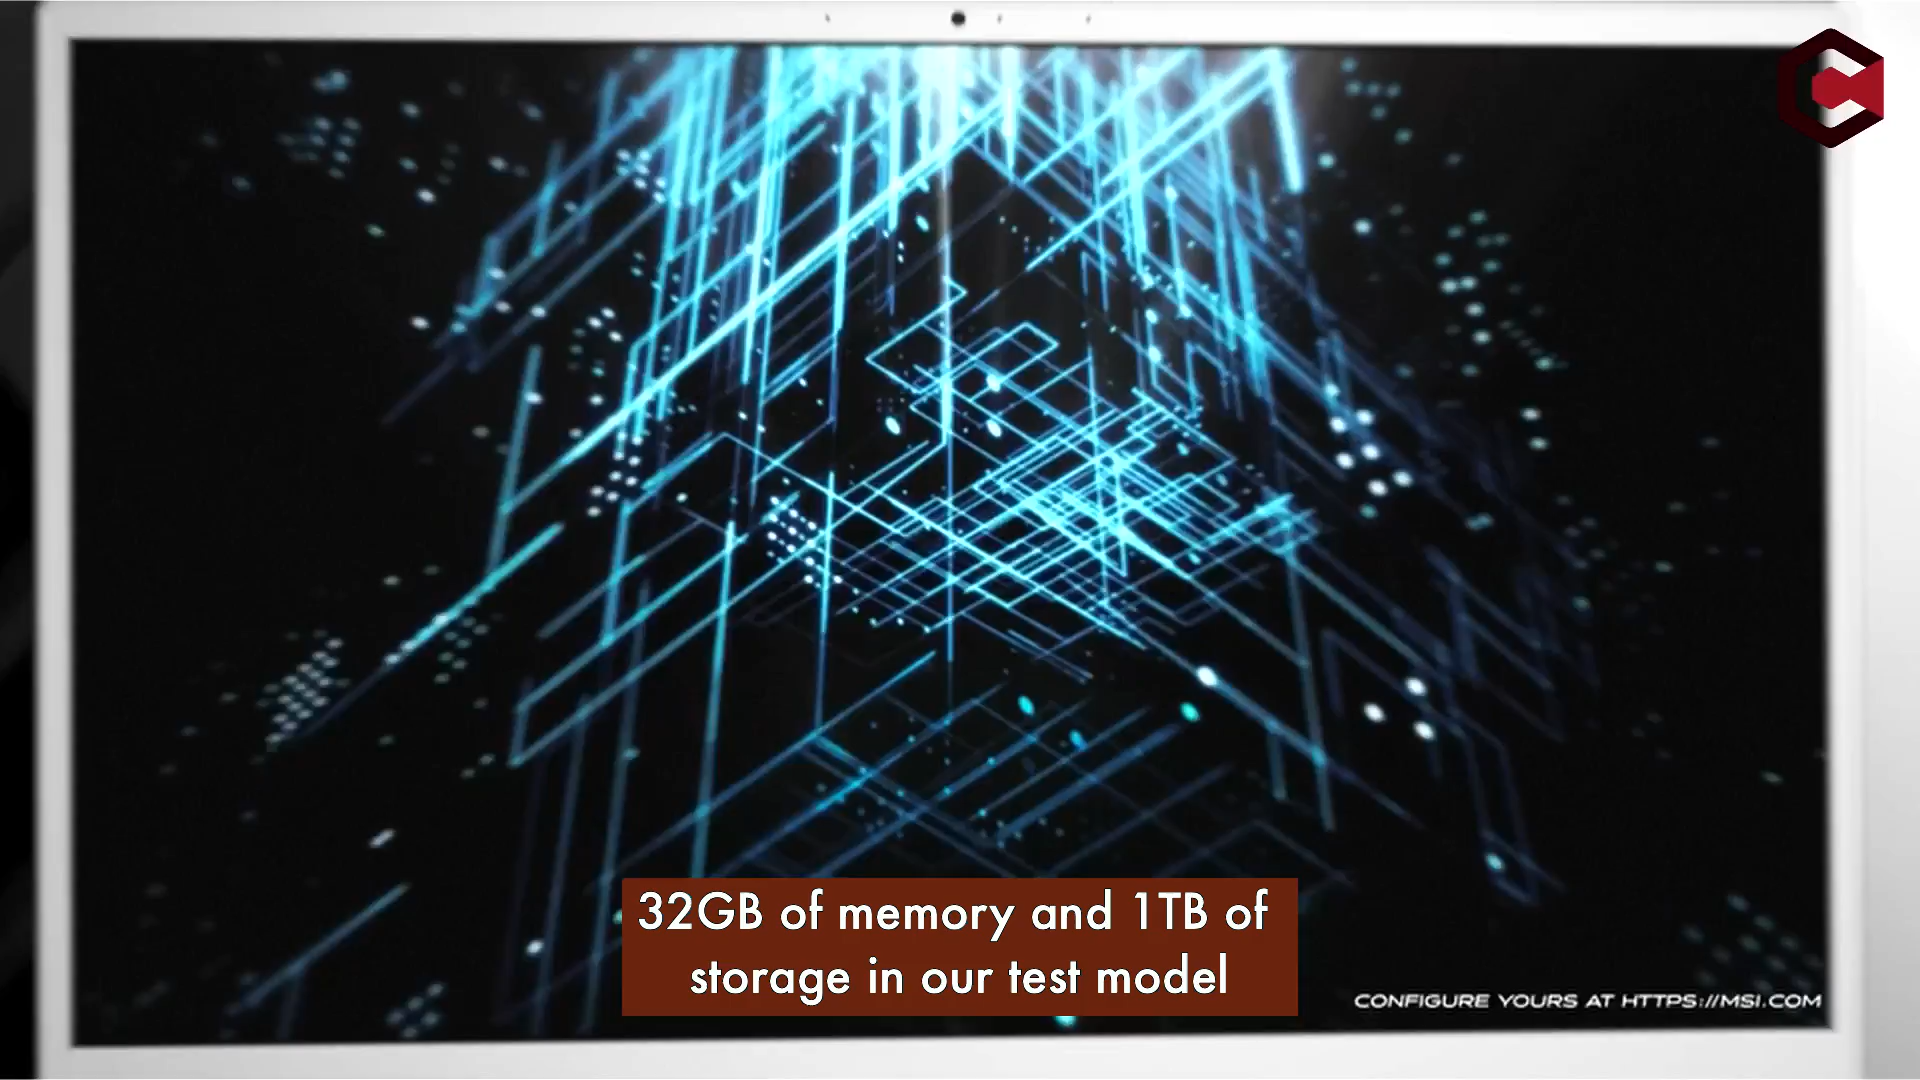 32GB of memory and 1TB of
storage in our test model
CONFIGURE YOURS AT HTTPS://MSI.COM